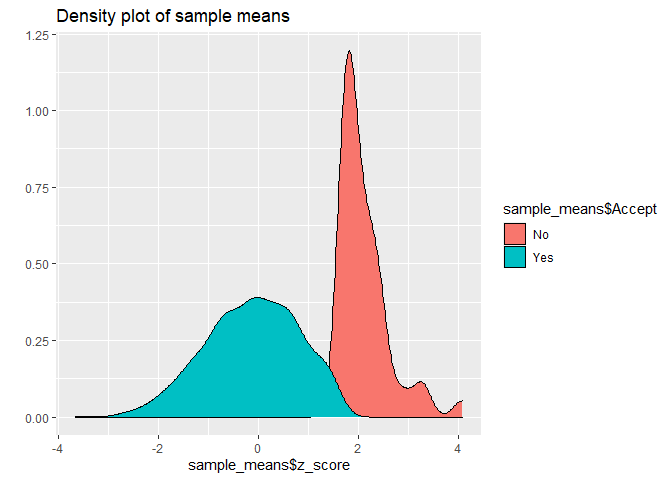 Density plot of sample means
1.25
1.00
0.75
0.50
0.25
0.00
-4
-2
0
2
4
sample_means$z_score
sample_means$Accept
No
Yes